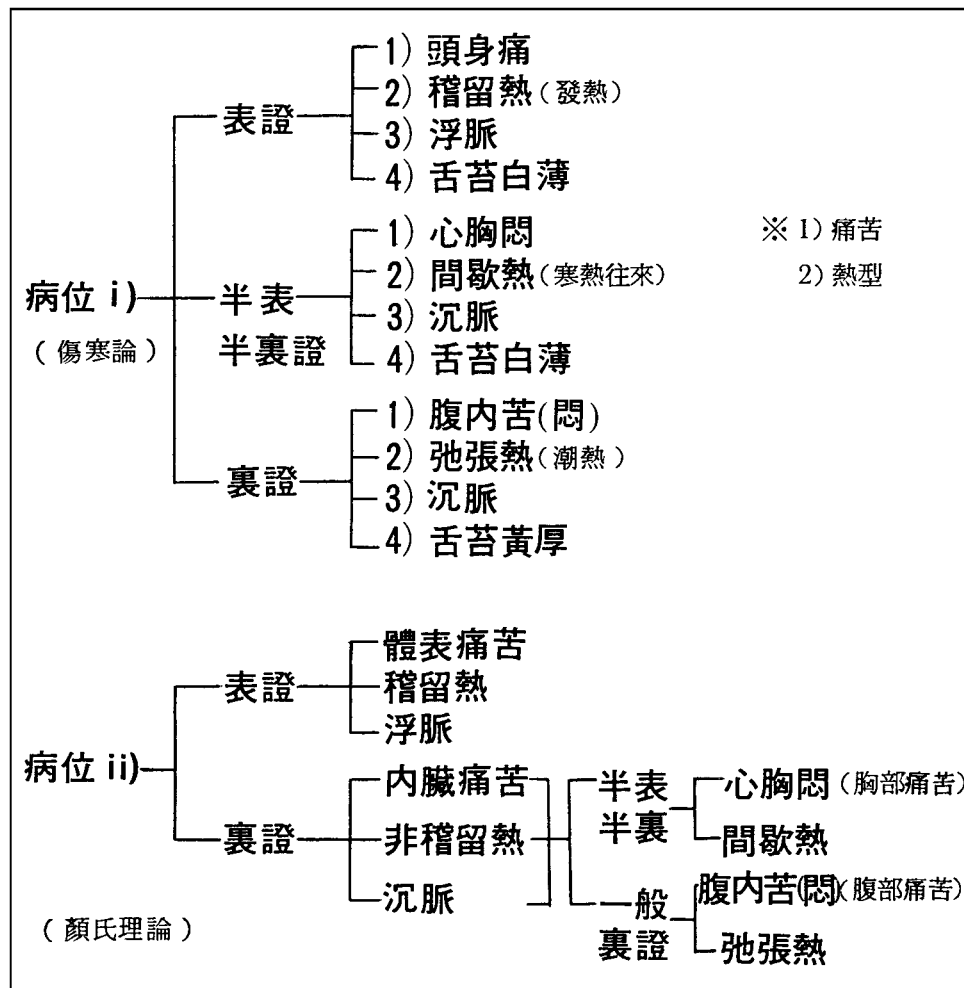 1) 頭身痛
2) 稽留熱(發熱)
表證
3) 浮脈
4) 舌苔白薄
1) 心胸悶 ※ 1) 痛苦
2) 間歇熱(寒熱往來) 2) 熱型
病位 i) 半表
(傷寒論) 半裏證
3) 沉脈
4) 舌苔白薄
1) 腹内苦(悶)
2) 弛張熱(潮熱)
裏證
3) 沉脈
4) 舌苔黃厚
體表痛苦
表證 稽留熱
浮脈
病位 ii)
内臟痛苦 半表 心胸悶(胸部痛苦)
裏證 非稽留熱 半裏 間歇熱
沉脈 一般 腹内苦(悶)(腹部痛苦)
(顏氏理論) 裏證 弛張熱